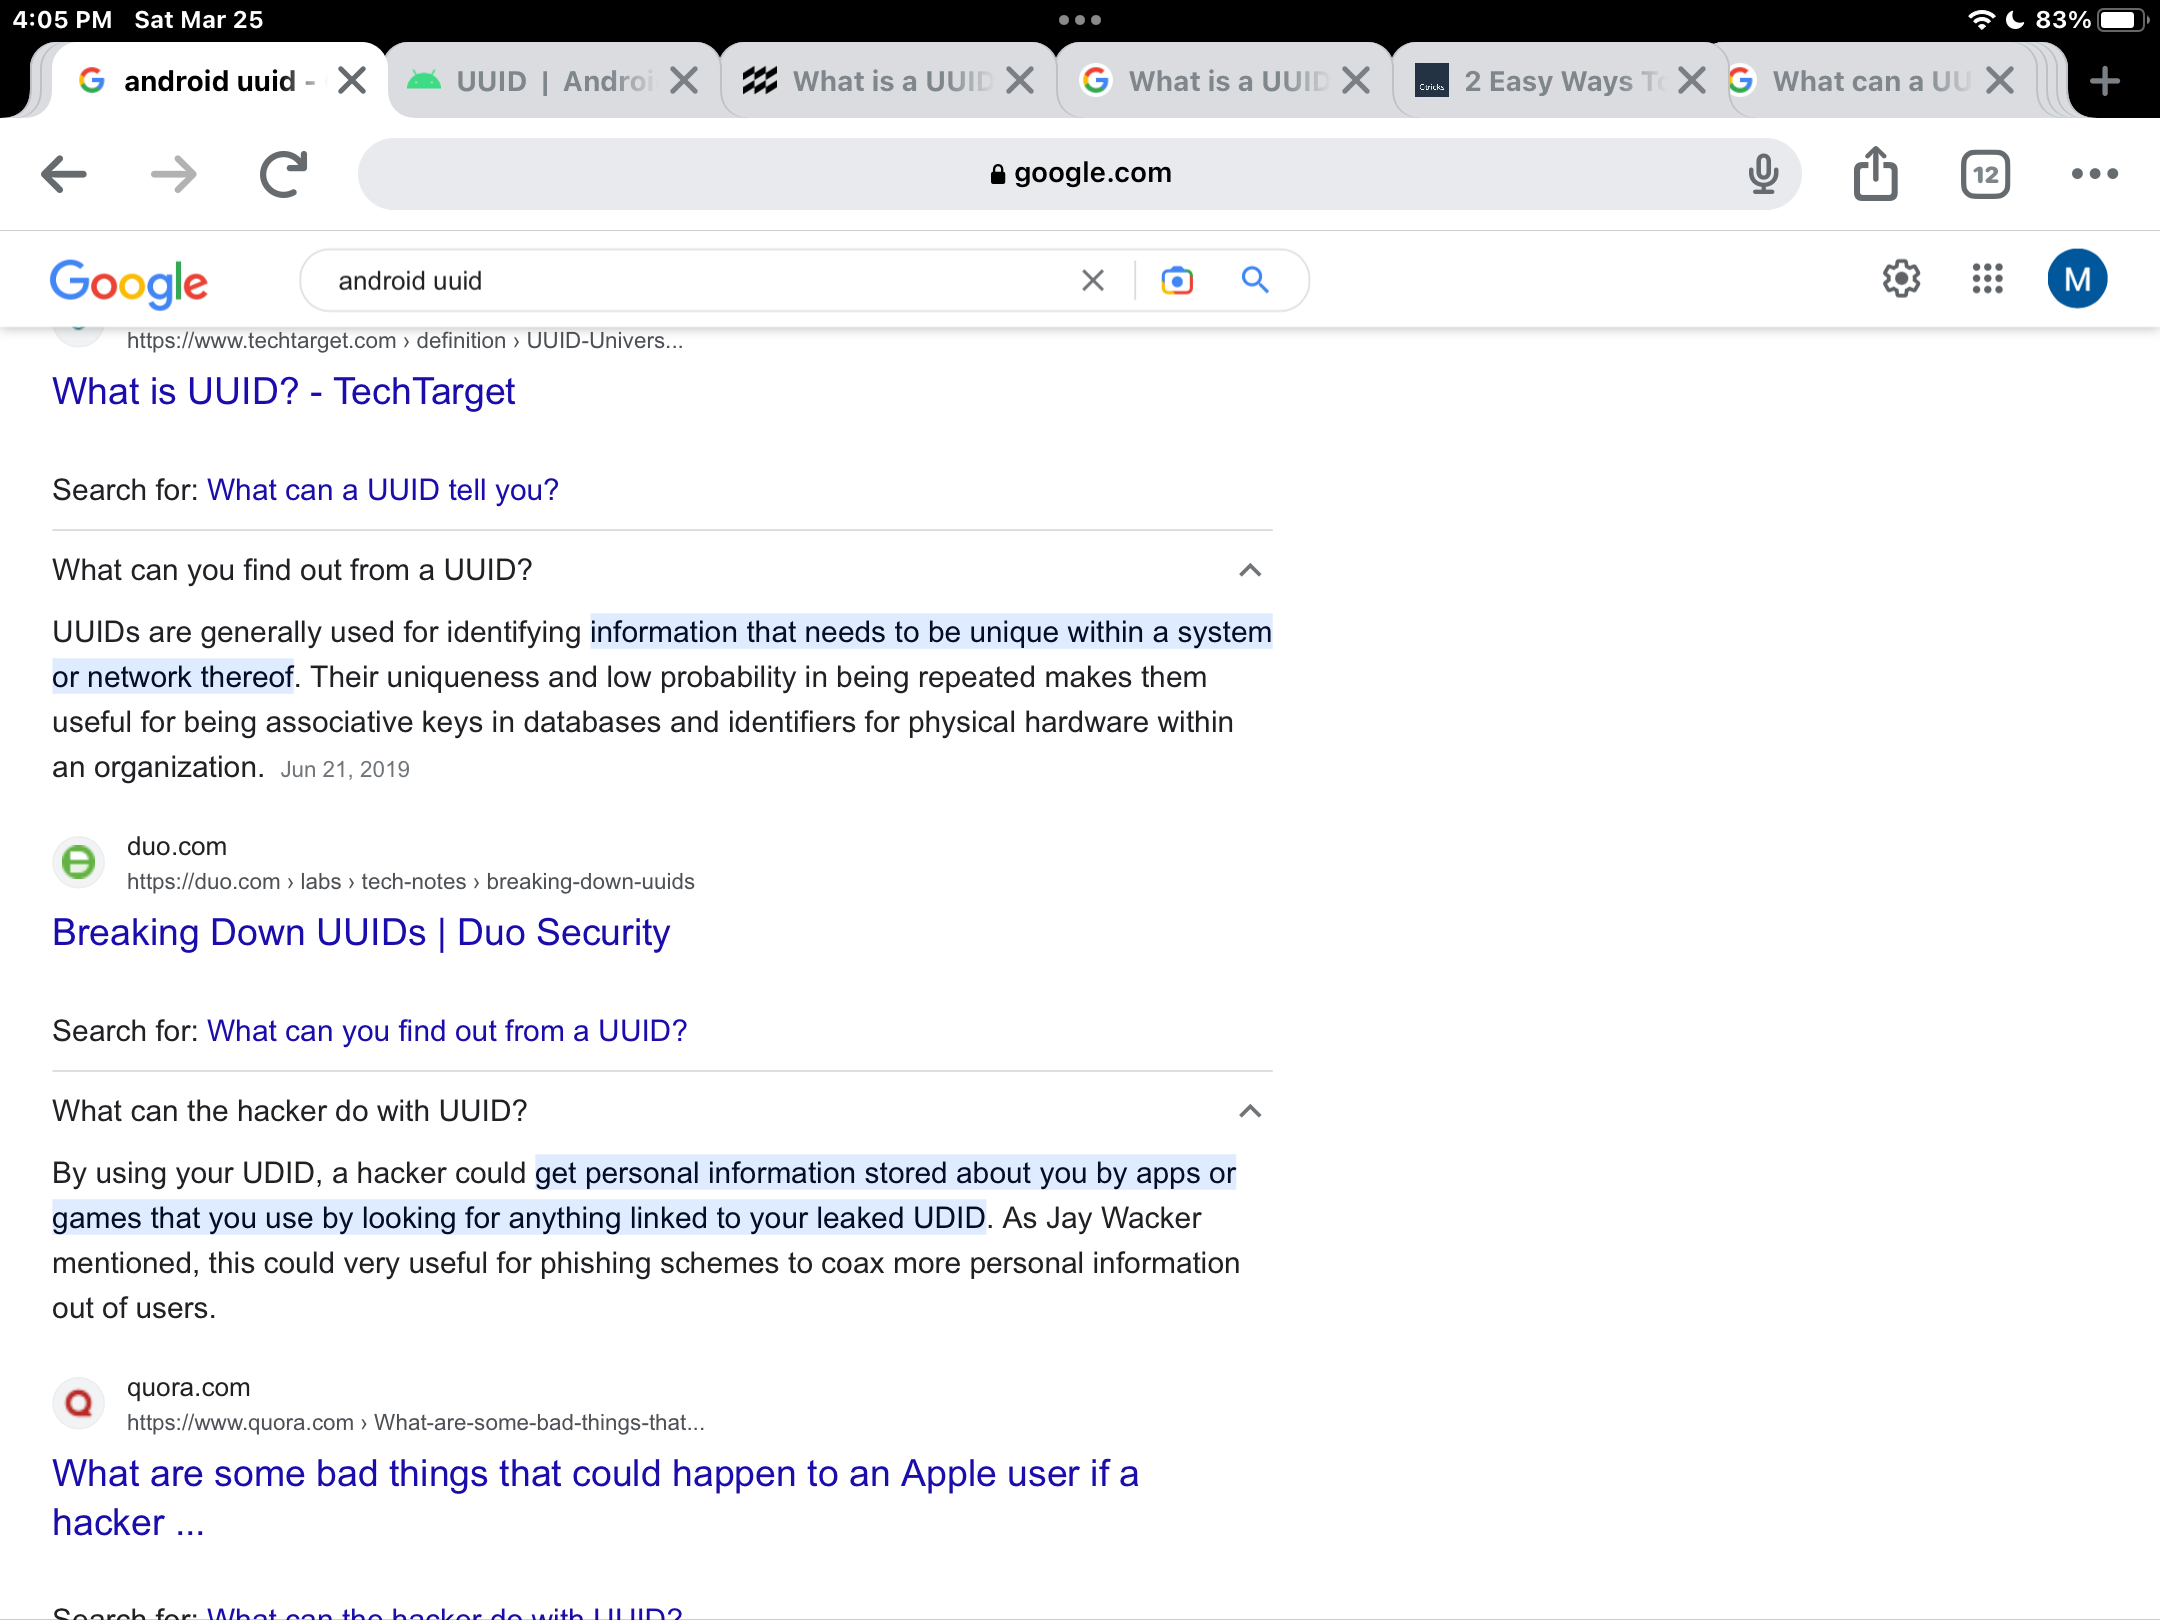 4:05 PM Sat Mar 25
83%
android uuid -
UUID | Androi
What is a UUID
What is a UUID
Ctricks
2 Easy Ways To
What can a UU
google.com
12
Google
android uuid
M
https://www.techtarget.com › definition › UUID-Univers...
What is UUID? - TechTarget
Search for: What can a UUID tell you?
What can you find out from a UUID?
UUIDs are generally used for identifying information that needs to be unique within a system
or network thereof. Their uniqueness and low probability in being repeated makes them
useful for being associative keys in databases and identifiers for physical hardware within
an organization. Jun 21, 2019
duo.com
https://duo.com › labs › tech-notes › breaking-down-uuids
Breaking Down UUIDs | Duo Security
Search for: What can you find out from a UUID?
What can the hacker do with UUID?
By using your UDID, a hacker could get personal information stored about you by apps or
games that you use by looking for anything linked to your leaked UDID. As Jay Wacker
mentioned, this could very useful for phishing schemes to coax more personal information
out of users.
quora.com
https://www.quora.com › What-are-some-bad-things-that...
What are some bad things that could happen to an Apple user if a
hacker ...
Search for: What can the hacker do with UUID?